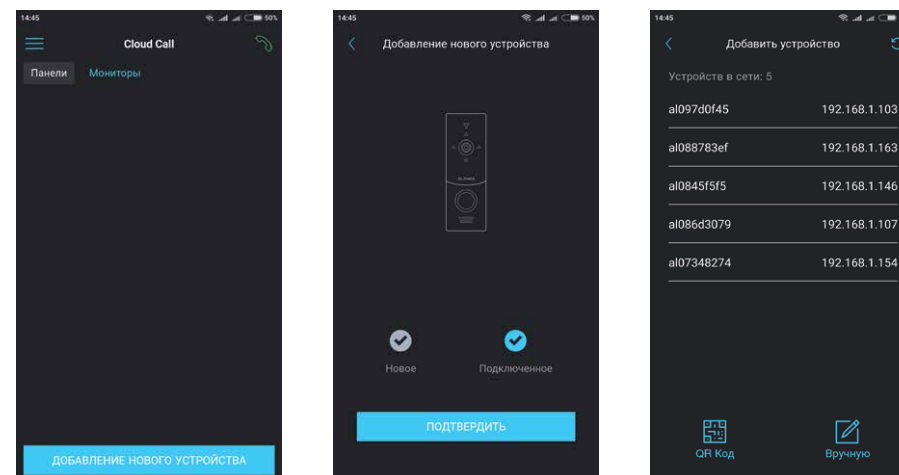 14:45
50%
Cloud Call
Панели
Мониторы
ДОБАВЛЕНИЕ НОВОГО УСТРОЙСТВА
14:45
50%
Добавление нового устройства
Новое
Подключенное
ПОДТВЕРДИТЬ
14:45
Добавить устройство
Устройств в сети: 5
al097d0f45 192.168.1.103
al088783ef 192.168.1.163
al0845f5f5 192.168.1.146
al086d3079 192.168.1.107
al07348274 192.168.1.154
QR Код
Вручную